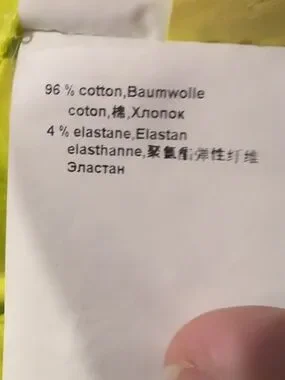 96 % cotton,Baumwolle
coton,棉,Хлопок
4 % elastane,Elastan
elasthanne,聚氨酯弹性纤维
Эластан